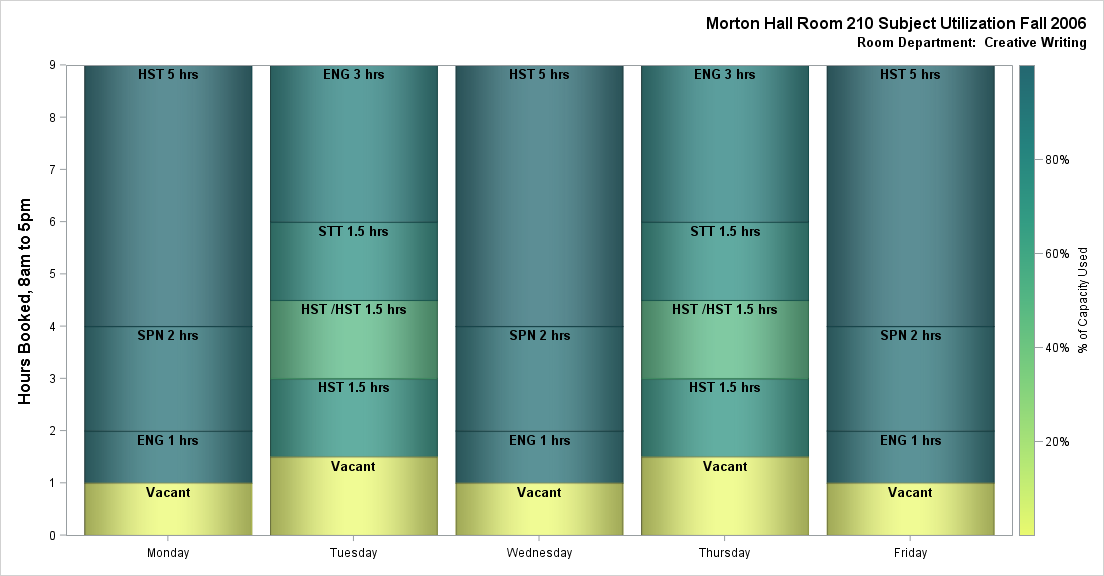 Morton Hall Room 210 Subject Utilization Fall 2006
Room Department: Creative Writing
Hours Booked, 8am to 5pm
9
8
7
6
5
4
3
2
1
0
HST 5 hrs
SPN 2 hrs
ENG 1 hrs
Vacant
ENG 3 hrs
STT 1.5 hrs
HST /HST 1.5 hrs
HST 1.5 hrs
Vacant
HST 5 hrs
SPN 2 hrs
ENG 1 hrs
Vacant
ENG 3 hrs
STT 1.5 hrs
HST /HST 1.5 hrs
HST 1.5 hrs
Vacant
HST 5 hrs
SPN 2 hrs
ENG 1 hrs
Vacant
Monday
Tuesday
Wednesday
Thursday
Friday
80%
60%
40%
20%
% of Capacity Used